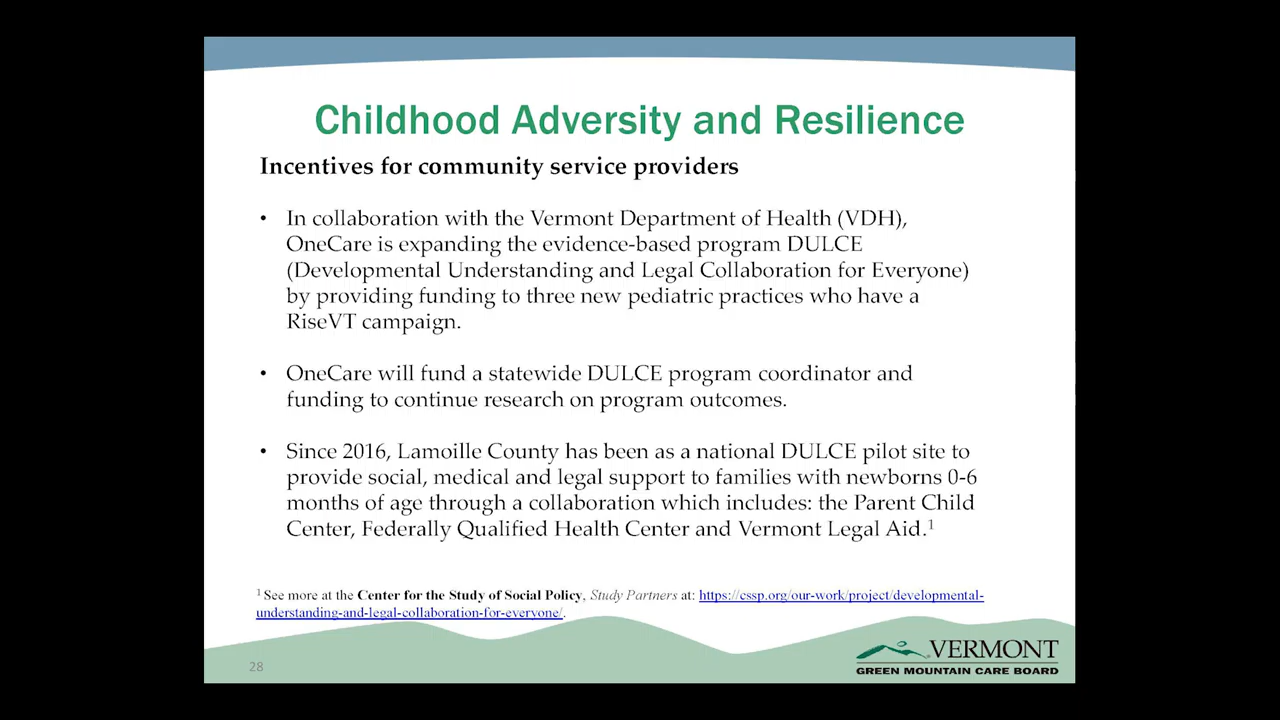 Childhood Adversity and Resilience
Incentives for community service providers
• In collaboration with the Vermont Department of Health (VDH),
OneCare is expanding the evidence-based program DULCE
(Developmental Understanding and Legal Collaboration for Everyone)
by providing funding to three new pediatric practices who have a
RiseVT campaign.
• OneCare will fund a statewide DULCE program coordinator and
funding to continue research on program outcomes.
• Since 2016, Lamoille County has been as a national DULCE pilot site to
provide social, medical and legal support to families with newborns 0-6
months of age through a collaboration which includes: the Parent Child
Center, Federally Qualified Health Center and Vermont Legal Aid.¹
¹ See more at the Center for the Study of Social Policy, Study Partners at: https://cssp.org/our-work/project/developmental-
understanding-and-legal-collaboration-for-everyone/.
28
VERMONT
GREEN MOUNTAIN CARE BOARD